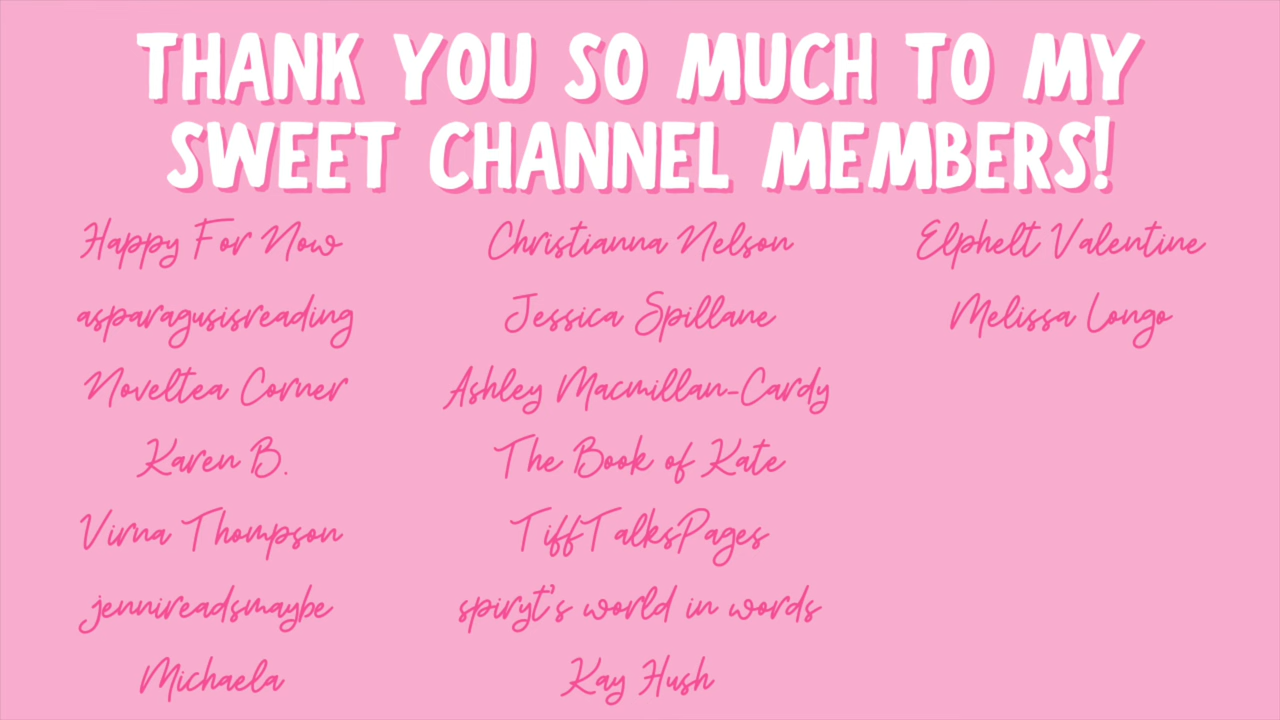 THANK YOU SO MUCH TO MY
SWEET CHANNEL MEMBERS!
Happy For Now
asparagusisreading
Noveltea Corner
Karen B.
Virna Thompson
jennireadsmaybe
Michaela
Christianna Nelson
Jessica Spillane
Ashley Macmillan-Cardy
The Book of Kate
TiffTalksPages
spiryt's world in words
Kay Hush
Elphelt Valentine
Melissa Longo